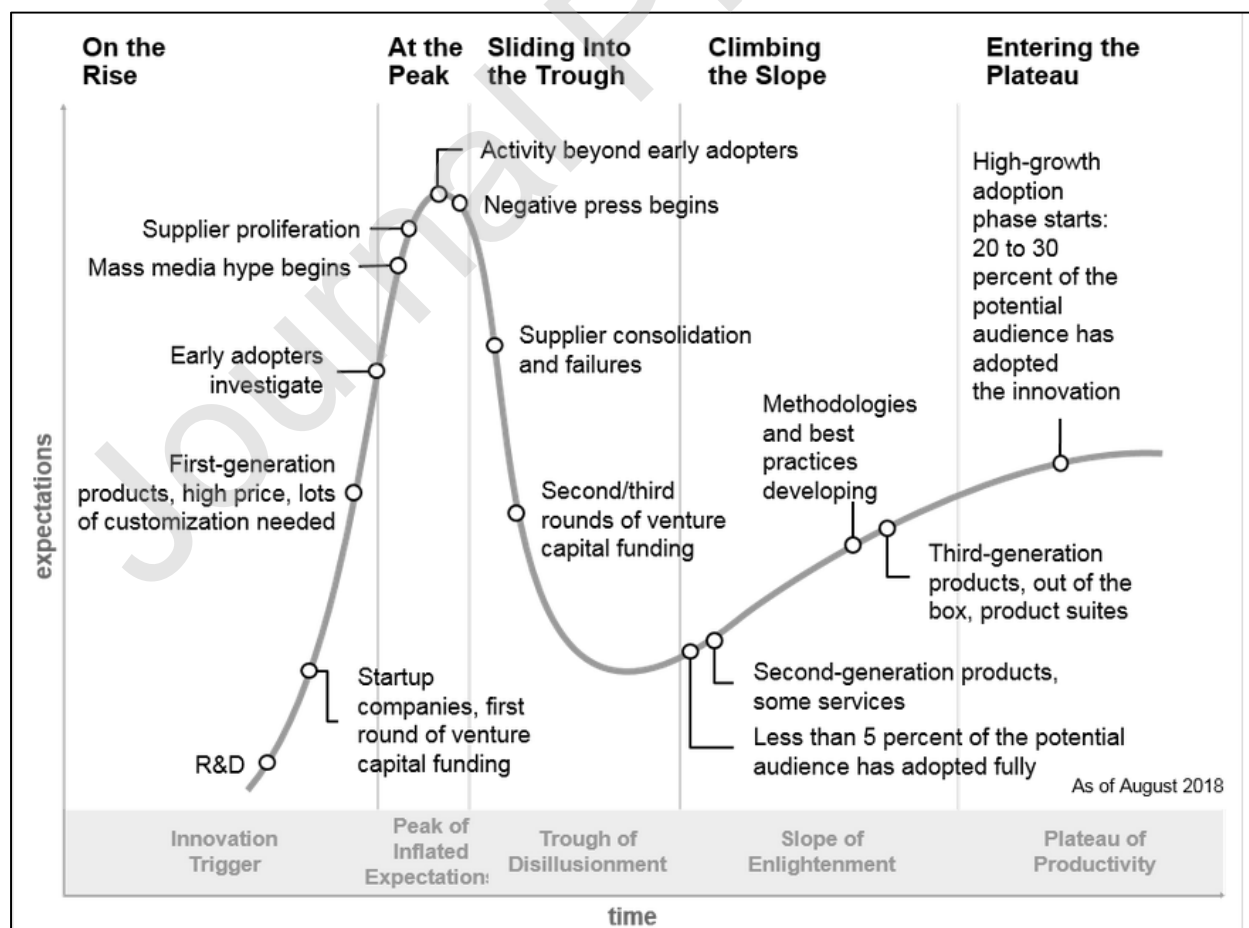 On the
Rise
At the
Peak
Sliding Into
the Trough
Climbing
the Slope
Entering the
Plateau
Activity beyond early adopters
Negative press begins
Supplier proliferation
Mass media hype begins
Early adopters
investigate
First-generation
products, high price, lots
of customization needed
R&D
Startup
companies, first
round of venture
capital funding
Supplier consolidation
and failures
Second/third
rounds of venture
capital funding
Methodologies
and best
practices
developing
Third-generation
products, out of the
box, product suites
Second-generation products,
some services
Less than 5 percent of the potential
audience has adopted fully
High-growth
adoption
phase starts:
20 to 30
percent of the
potential
audience has
adopted
the innovation
As of August 2018
expectations
Innovation
Trigger
Peak of
Inflated
Expectations
Trough of
Disillusionment
Slope of
Enlightenment
Plateau of
Productivity
time
Journal